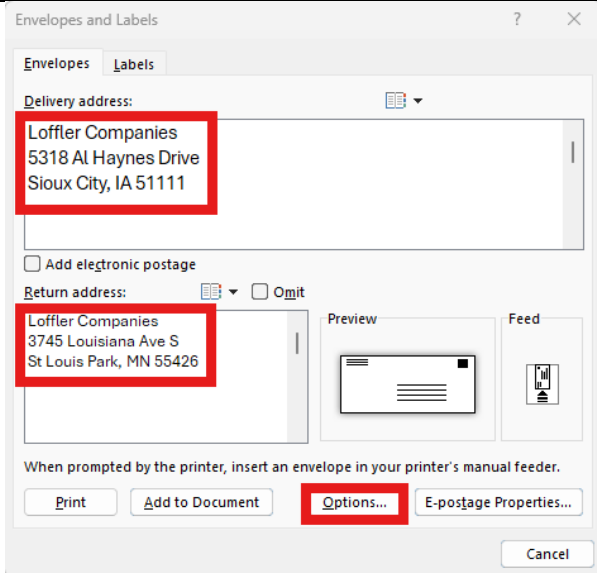 Envelopes and Labels ? ×
Envelopes Labels
Delivery address:
Loffler Companies
5318 Al Haynes Drive
Sioux City, IA 51111
Add electronic postage
Return address: Omit
Loffler Companies
3745 Louisiana Ave S
St Louis Park, MN 55426
Preview
Feed
When prompted by the printer, insert an envelope in your printer's manual feeder.
Print Add to Document Options... E-postage Properties...
Cancel